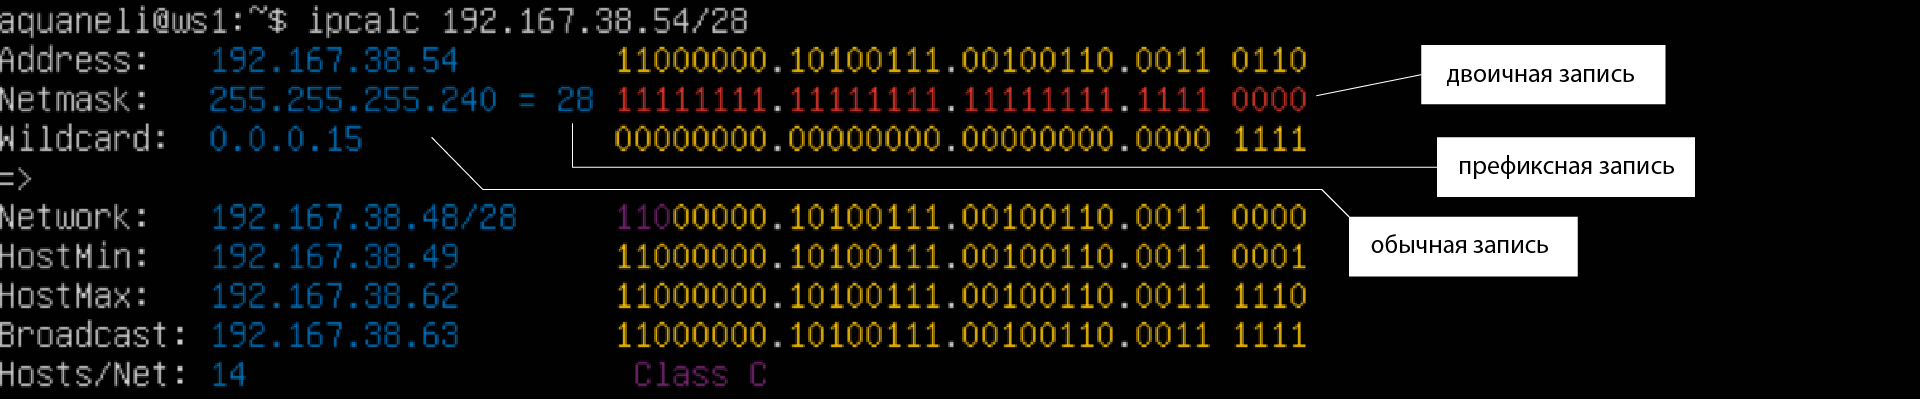 aquaneli@ws1:~$ ipcalc 192.167.38.54/28
Address: 192.167.38.54 11000000.10100111.00100110.0011 0110
Netmask: 255.255.255.240 = 28 11111111.11111111.11111111.1111 0000
Wildcard: 0.0.0.15 00000000.00000000.00000000.0000 1111
=>
Network: 192.167.38.48/28 11000000.10100111.00100110.0011 0000
HostMin: 192.167.38.49 11000000.10100111.00100110.0011 0001
HostMax: 192.167.38.62 11000000.10100111.00100110.0011 1110
Broadcast: 192.167.38.63 11000000.10100111.00100110.0011 1111
Hosts/Net: 14 Class C
двоичная запись
префиксная запись
обычная запись